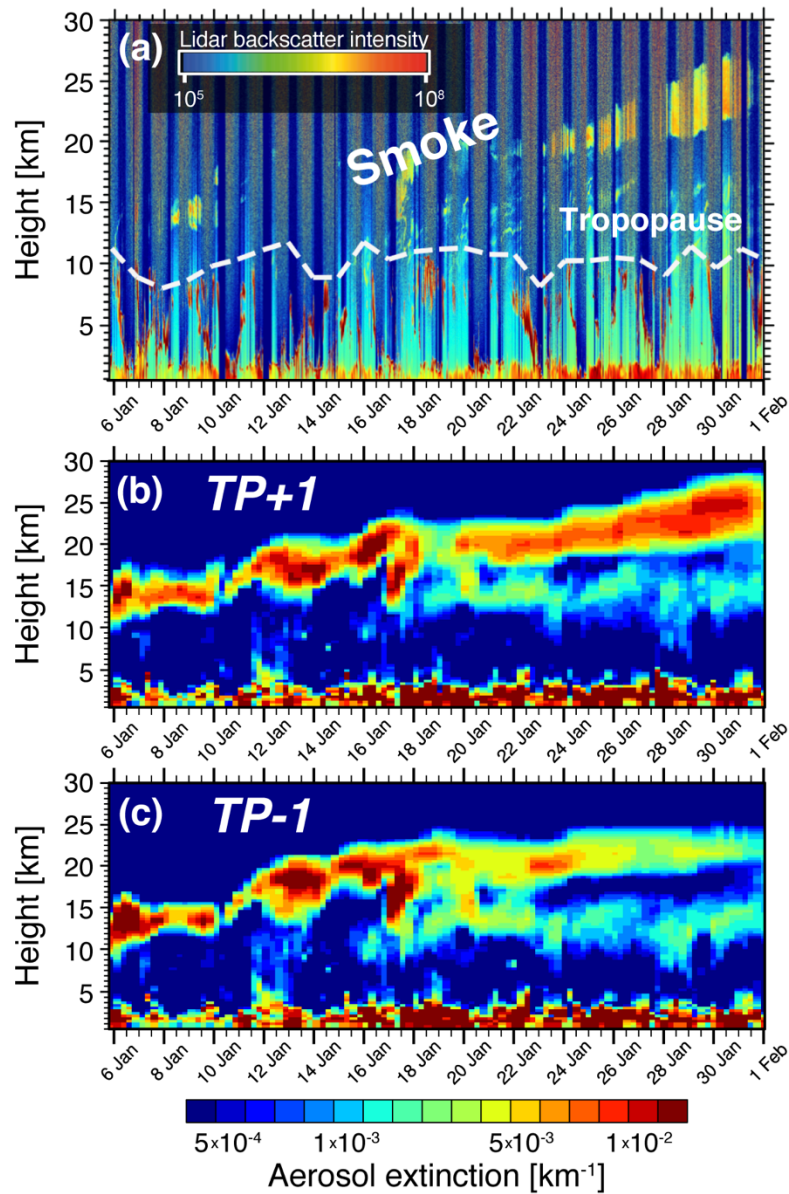 (a)
Lidar backscatter intensity
10⁵ 10⁸
Smoke
Tropopause
Height [km]
30
25
20
15
10
5
6 Jan 8 Jan 10 Jan 12 Jan 14 Jan 16 Jan 18 Jan 20 Jan 22 Jan 24 Jan 26 Jan 28 Jan 30 Jan 1 Feb
(b) TP+1
Height [km]
30
25
20
15
10
5
6 Jan 8 Jan 10 Jan 12 Jan 14 Jan 16 Jan 18 Jan 20 Jan 22 Jan 24 Jan 26 Jan 28 Jan 30 Jan 1 Feb
(c) TP-1
Height [km]
30
25
20
15
10
5
6 Jan 8 Jan 10 Jan 12 Jan 14 Jan 16 Jan 18 Jan 20 Jan 22 Jan 24 Jan 26 Jan 28 Jan 30 Jan 1 Feb
5×10⁻⁴ 1×10⁻³ 5×10⁻³ 1×10⁻²
Aerosol extinction [km⁻¹]